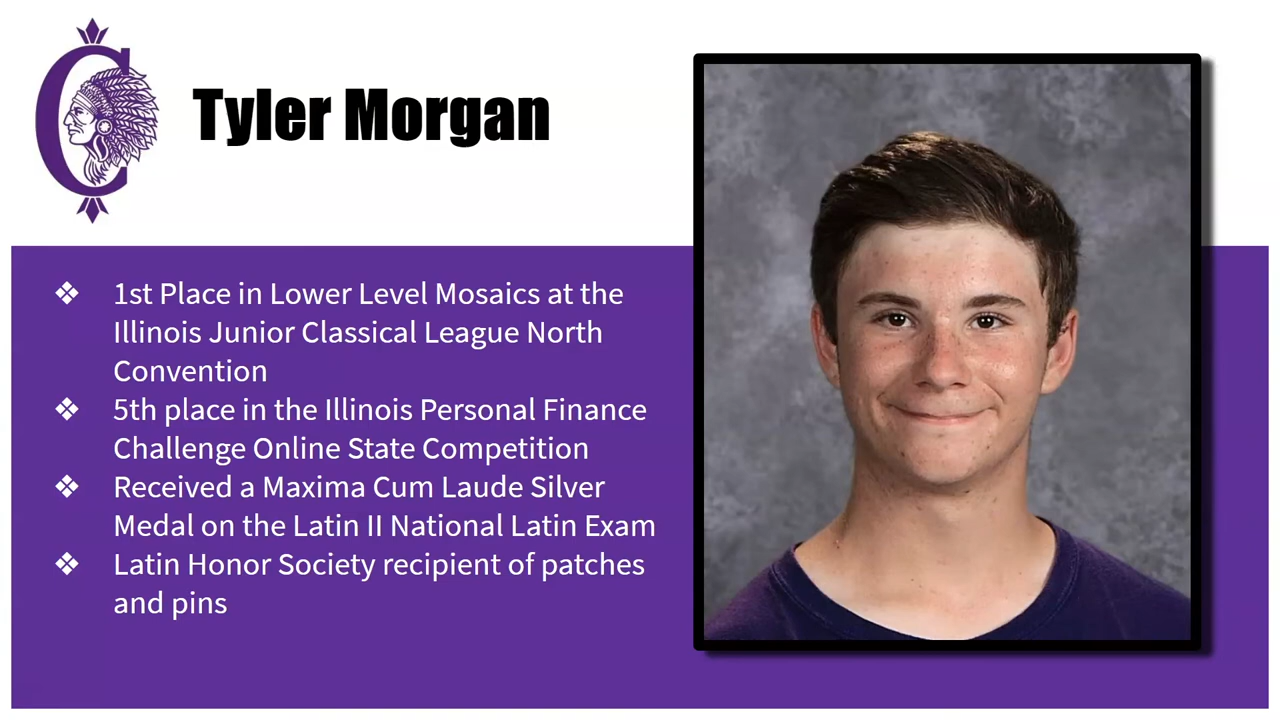 C
Tyler Morgan
❖ 1st Place in Lower Level Mosaics at the
Illinois Junior Classical League North
Convention
❖ 5th place in the Illinois Personal Finance
Challenge Online State Competition
❖ Received a Maxima Cum Laude Silver
Medal on the Latin II National Latin Exam
❖ Latin Honor Society recipient of patches
and pins